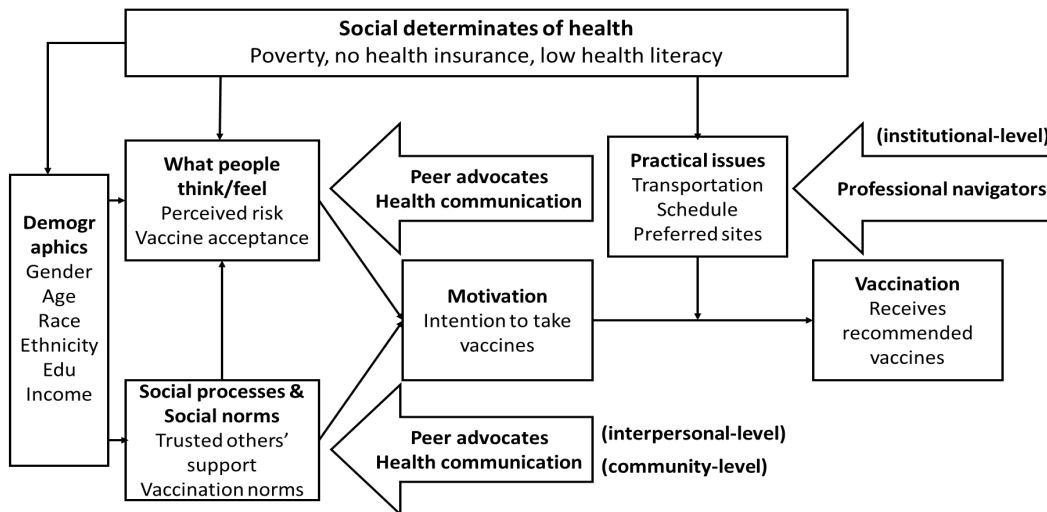 Social determinates of health
Poverty, no health insurance, low health literacy
What people
think/feel
Perceived risk
Vaccine acceptance
Peer advocates
Health communication
Practical issues
Transportation
Schedule
Preferred sites
(institutional-level)
Professional navigators
Demogr
aphics
Gender
Age
Race
Ethnicity
Edu
Income
Motivation
Intention to take
vaccines
Vaccination
Receives
recommended
vaccines
Social processes &
Social norms
Trusted others’
support
Vaccination norms
Peer advocates
Health communication
(interpersonal-level)
(community-level)